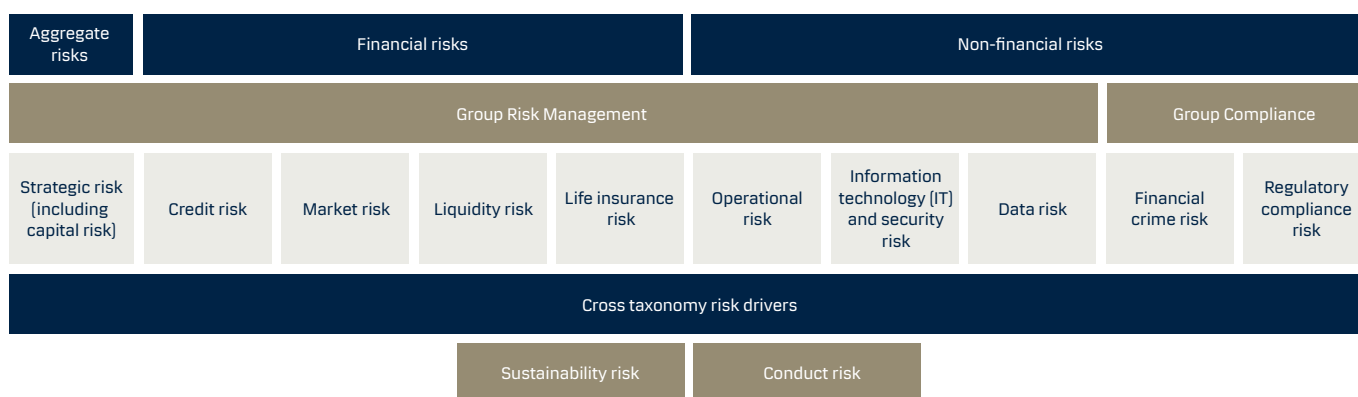 Aggregate
risks
Financial risks
Non-financial risks
Group Risk Management
Group Compliance
Strategic risk
(including
capital risk)
Credit risk
Market risk
Liquidity risk
Life insurance
risk
Operational
risk
Information
technology (IT)
and security
risk
Data risk
Financial
crime risk
Regulatory
compliance
risk
Cross taxonomy risk drivers
Sustainability risk
Conduct risk